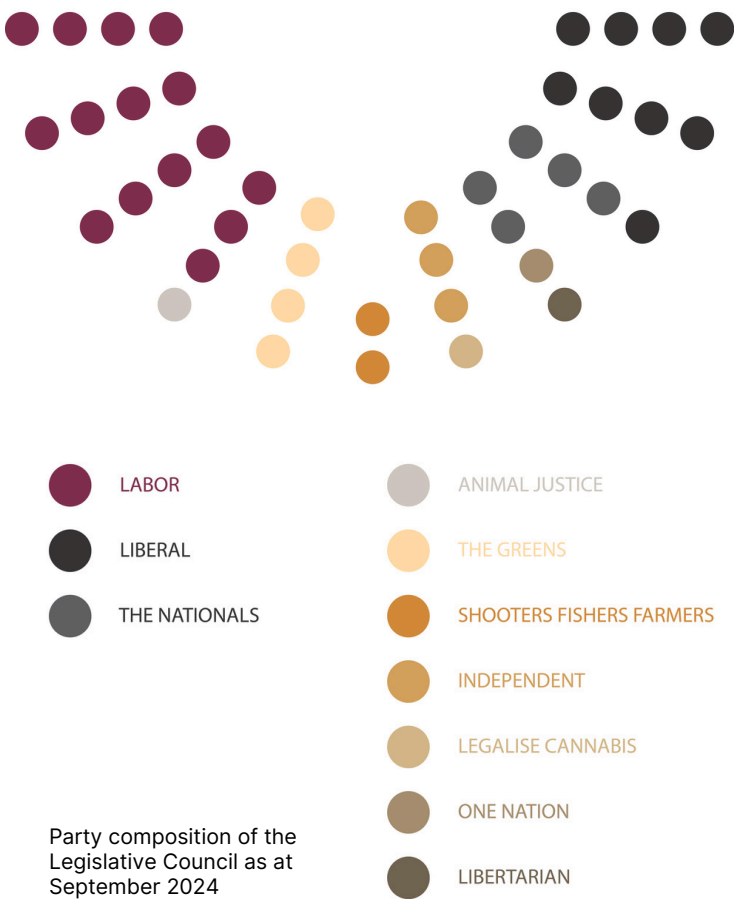 LABOR
LIBERAL
THE NATIONALS
ANIMAL JUSTICE
THE GREENS
SHOOTERS FISHERS FARMERS
INDEPENDENT
LEGALISE CANNABIS
ONE NATION
LIBERTARIAN
Party composition of the
Legislative Council as at
September 2024